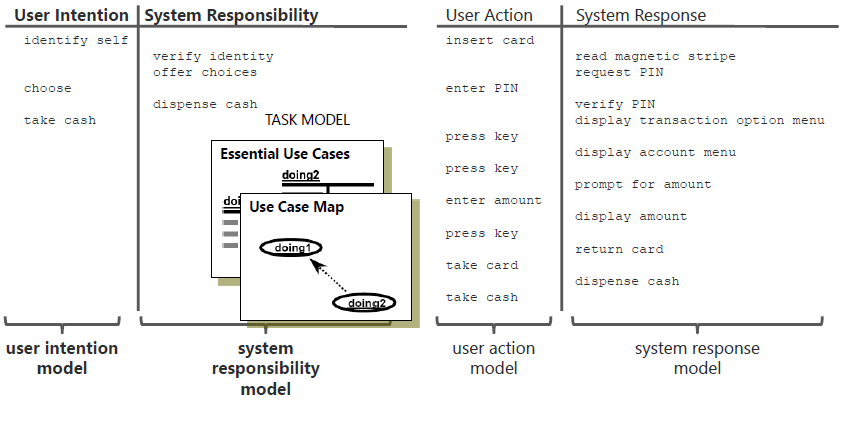 User Intention
System Responsibility
identify self
verify identity
offer choices
choose
dispense cash
take cash
TASK MODEL
Essential Use Cases
doing2
doi
Use Case Map
doing1
doing2
user intention
model
system
responsibility
model
User Action
System Response
insert card
read magnetic stripe
request PIN
enter PIN
verify PIN
display transaction option menu
press key
display account menu
press key
prompt for amount
enter amount
display amount
press key
return card
take card
dispense cash
take cash
user action
model
system response
model